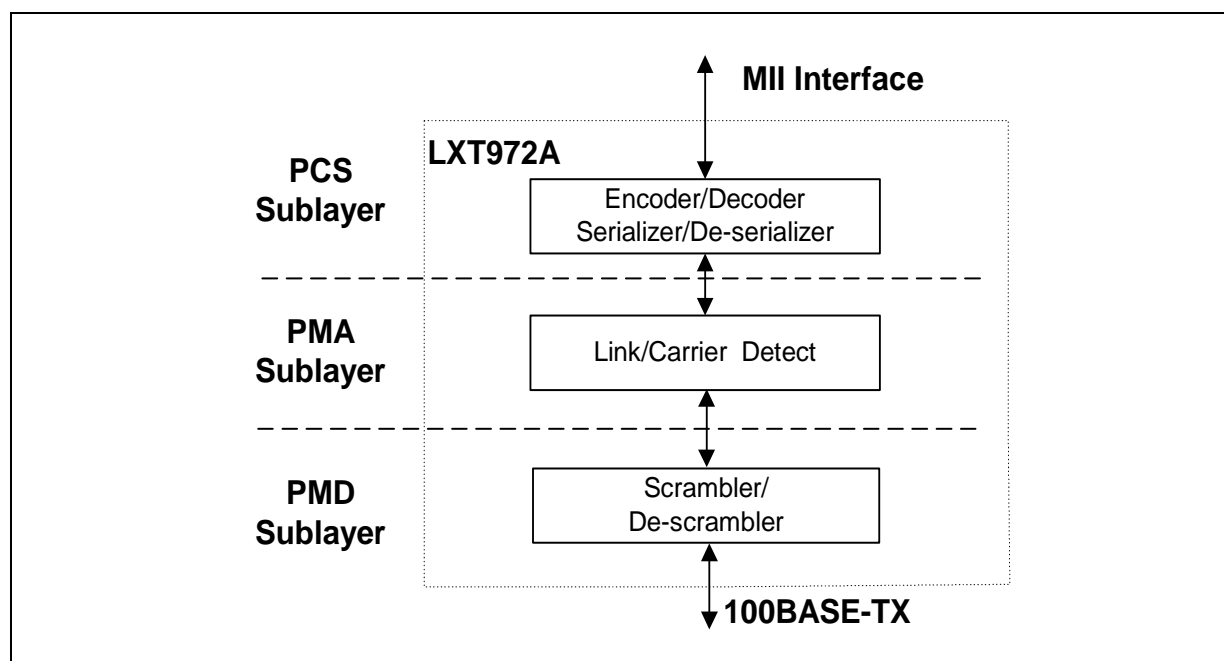 MII Interface
LXT972A
PCS
Sublayer
Encoder/Decoder
Serializer/De-serializer
PMA
Sublayer
Link/Carrier Detect
PMD
Sublayer
Scrambler/
De-scrambler
100BASE-TX